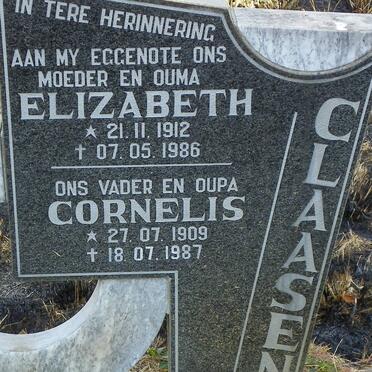 IN TERE HERINNERING
AAN MY EGGENOTE ONS
MOEDER EN OUMA
ELIZABETH
* 21.11.1912
† 07.05.1986
ONS VADER EN OUPA
CORNELIS
* 27.07.1909
† 18.07.1987
CLAASEN